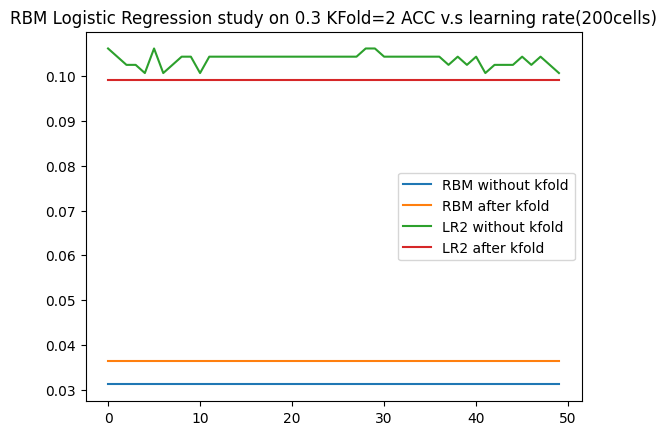 RBM Logistic Regression study on 0.3 KFold=2 ACC v.s learning rate(200cells)
0.10
0.09
0.08
0.07
0.06
0.05
0.04
0.03
RBM without kfold
RBM after kfold
LR2 without kfold
LR2 after kfold
0
10
20
30
40
50